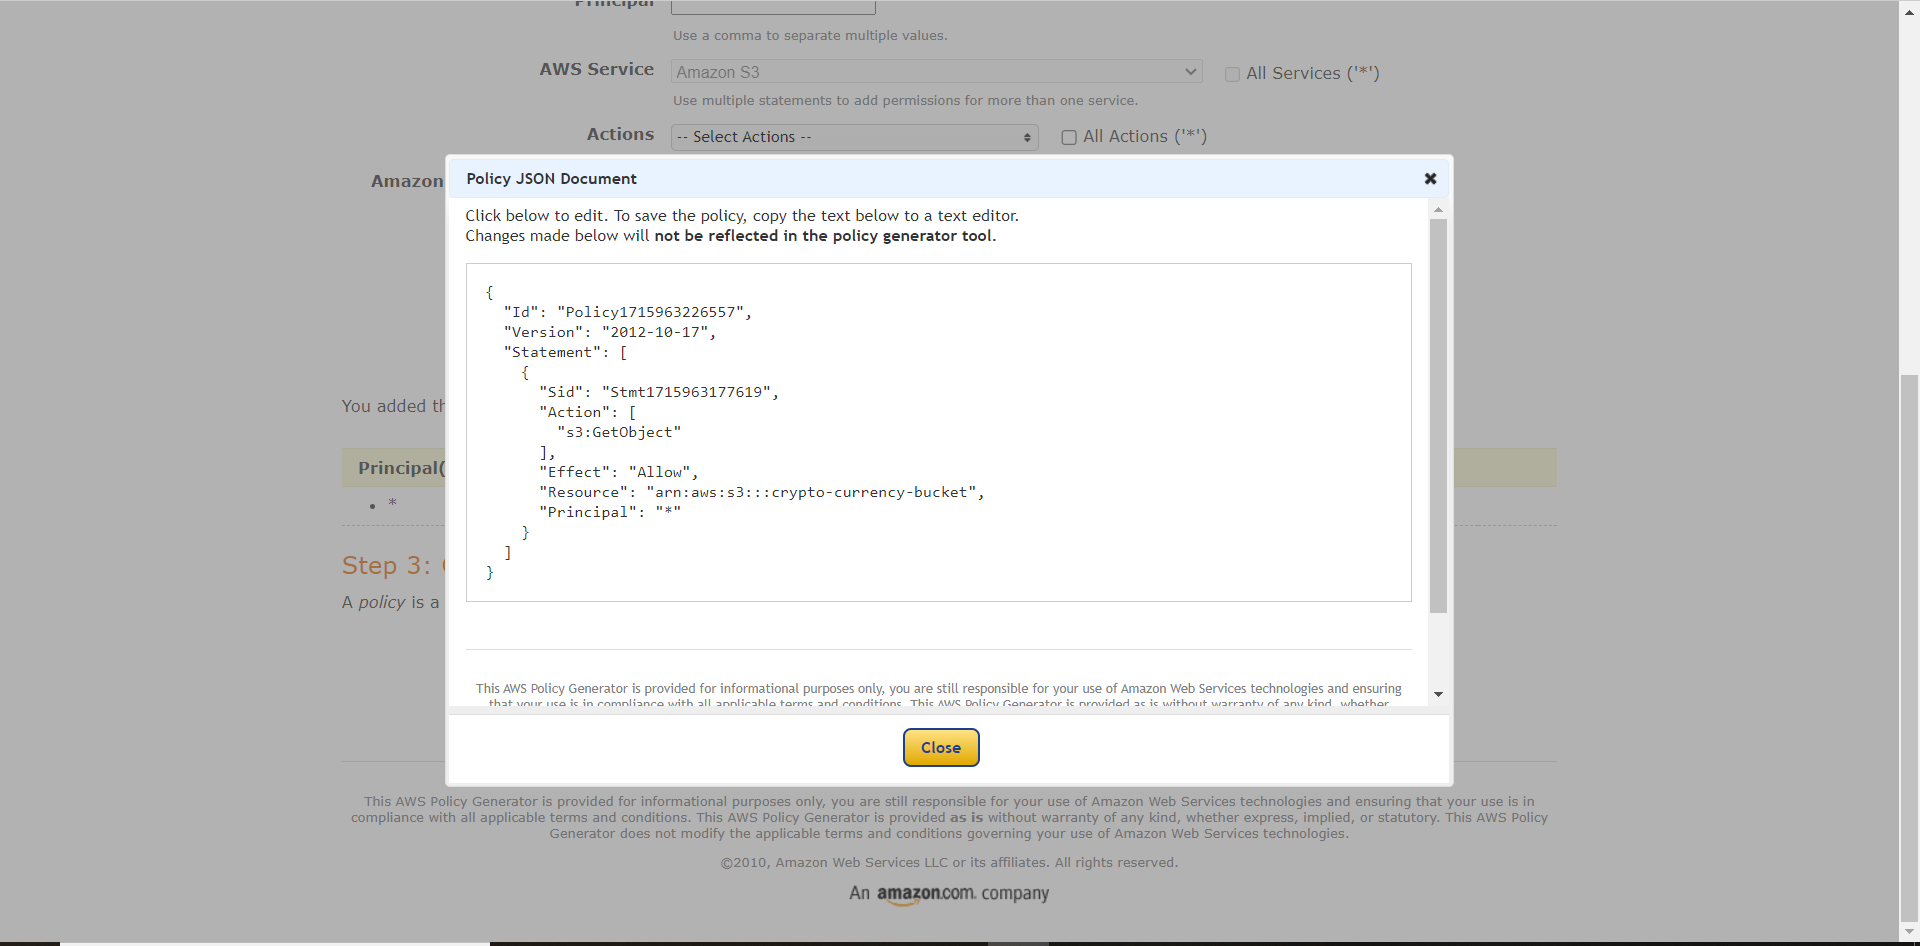 Principal
Use a comma to separate multiple values.
AWS Service Amazon S3 All Services ('*')
Use multiple statements to add permissions for more than one service.
Actions -- Select Actions -- All Actions ('*')
Amazon
Policy JSON Document
Click below to edit. To save the policy, copy the text below to a text editor.
Changes made below will not be reflected in the policy generator tool.
{
"Id": "Policy1715963226557",
"Version": "2012-10-17",
"Statement": [
{
"Sid": "Stmt1715963177619",
"Action": [
"s3:GetObject"
],
"Effect": "Allow",
"Resource": "arn:aws:s3:::crypto-currency-bucket",
"Principal": "*"
}
]
}
You added
Principal(
• *
Step 3:
A policy is a
This AWS Policy Generator is provided for informational purposes only, you are still responsible for your use of Amazon Web Services technologies and ensuring
that your use is in compliance with all applicable terms and conditions. This AWS Policy Generator is provided as is without warranty of any kind, whether
Close
This AWS Policy Generator is provided for informational purposes only, you are still responsible for your use of Amazon Web Services technologies and ensuring that your use is in
compliance with all applicable terms and conditions. This AWS Policy Generator is provided as is without warranty of any kind, whether express, implied, or statutory. This AWS Policy
Generator does not modify the applicable terms and conditions governing your use of Amazon Web Services technologies.
©2010, Amazon Web Services LLC or its affiliates. All rights reserved.
An amazon.com. company